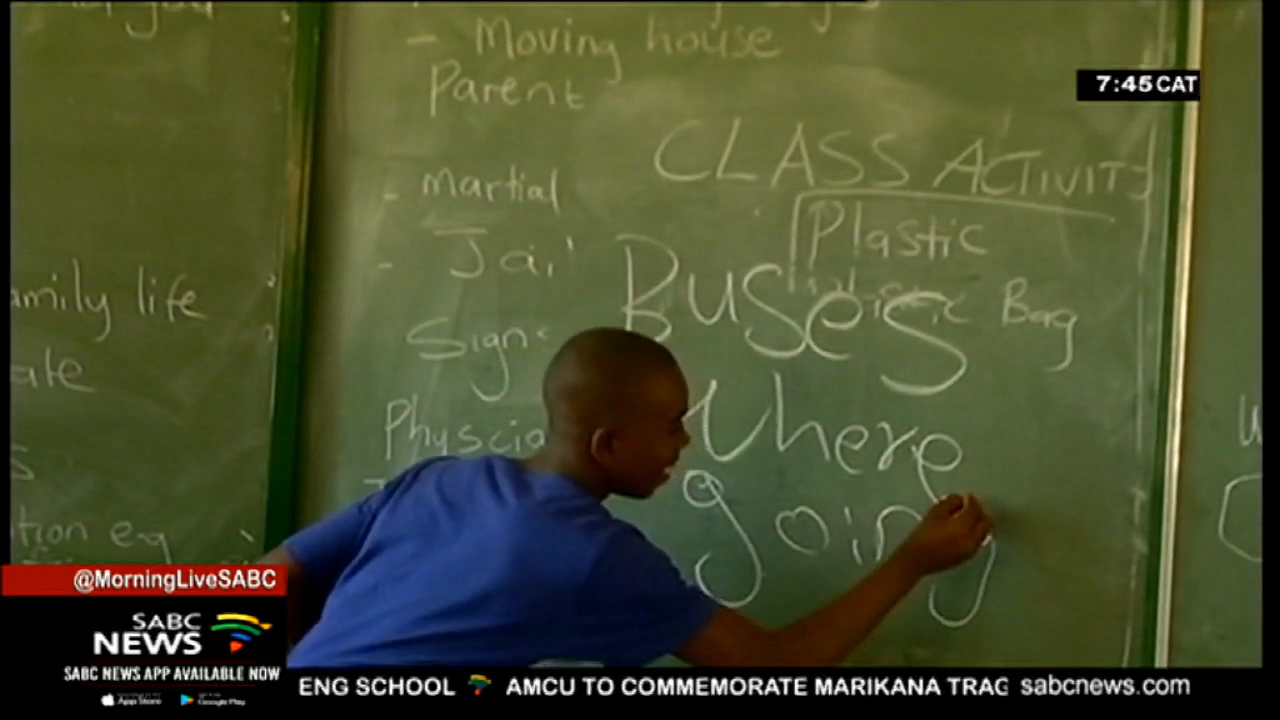 - Moving house
Parent
7:45 CAT
CLASS ACTIVITY
- martial
Plastic
- Jail
Buses
Bag
amily life
Sign
ate
Physcia
where
going
tion eg
@MorningLiveSABC
SABC
NEWS
SABC NEWS APP AVAILABLE NOW
App Store
Google Play
ENG SCHOOL AMCU TO COMMEMORATE MARIKANA TRAG sabcnews.com